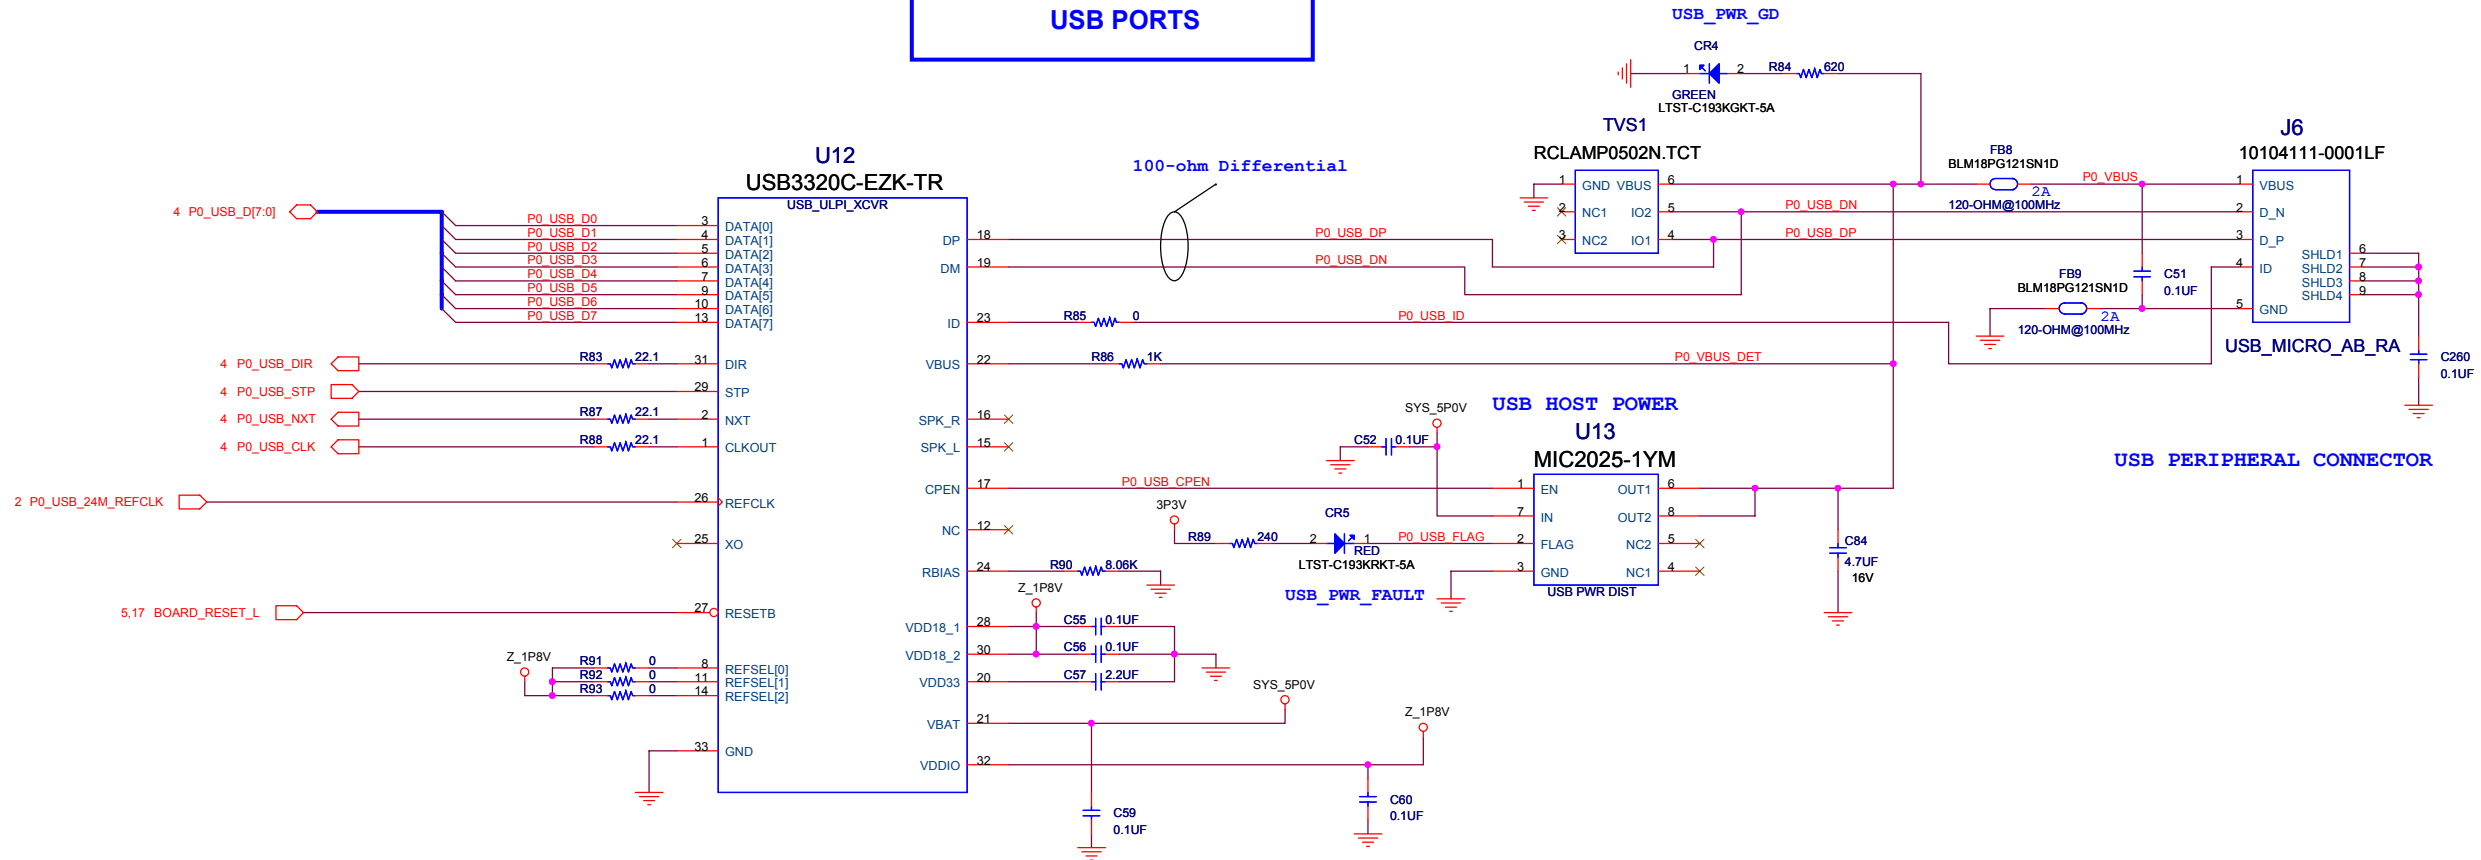 USB PORTS
USB_PWR_GD
CR4
1
2
R84
620
GREEN
LTST-C193KGKT-5A
TVS1
RCLAMP0502N.TCT
1 GND VBUS 6
2 NC1 IO2 5
3 NC2 IO1 4
FB8
BLM18PG121SN1D
2A
120-OHM@100MHz
P0_VBUS
P0_USB_DN
P0_USB_DP
J6
10104111-0001LF
1 VBUS
2 D_N
3 D_P
4 ID
5 GND
SHLD1 6
SHLD2 7
SHLD3 8
SHLD4 9
USB_MICRO_AB_RA
C51
0.1UF
FB9
BLM18PG121SN1D
2A
120-OHM@100MHz
C260
0.1UF
USB PERIPHERAL CONNECTOR
U12
USB3320C-EZK-TR
USB_ULPI_XCVR
100-ohm Differential
4 P0_USB_D[7:0]
P0_USB_D0 3 DATA[0]
P0_USB_D1 4 DATA[1]
P0_USB_D2 5 DATA[2]
P0_USB_D3 6 DATA[3]
P0_USB_D4 7 DATA[4]
P0_USB_D5 9 DATA[5]
P0_USB_D6 10 DATA[6]
P0_USB_D7 13 DATA[7]
4 P0_USB_DIR R83 22.1 31 DIR
4 P0_USB_STP 29 STP
4 P0_USB_NXT R87 22.1 2 NXT
4 P0_USB_CLK R88 22.1 1 CLKOUT
2 P0_USB_24M_REFCLK 26 REFCLK
25 XO
5,17 BOARD_RESET_L 27 RESETB
Z_1P8V
R91 0 8 REFSEL[0]
R92 0 11 REFSEL[1]
R93 0 14 REFSEL[2]
33 GND
DP 18 P0_USB_DP
DM 19 P0_USB_DN
ID 23 R85 0 P0_USB_ID
VBUS 22 R86 1K P0_VBUS_DET
SPK_R 16
SPK_L 15
CPEN 17 P0_USB_CPEN
NC 12
RBIAS 24 R90 8.06K
Z_1P8V
VDD18_1 28 C55 0.1UF
VDD18_2 30 C56 0.1UF
VDD33 20 C57 2.2UF
VBAT 21
SYS_5P0V
VDDIO 32
Z_1P8V
C59
0.1UF
C60
0.1UF
USB HOST POWER
SYS_5P0V
C52 0.1UF
U13
MIC2025-1YM
1 EN OUT1 6
7 IN OUT2 8
2 FLAG NC2 5
3 GND NC1 4
USB PWR DIST
3P3V
R89 240
CR5
2
1
RED
LTST-C193KRKT-5A
P0_USB_FLAG
USB_PWR_FAULT
C84
4.7UF
16V